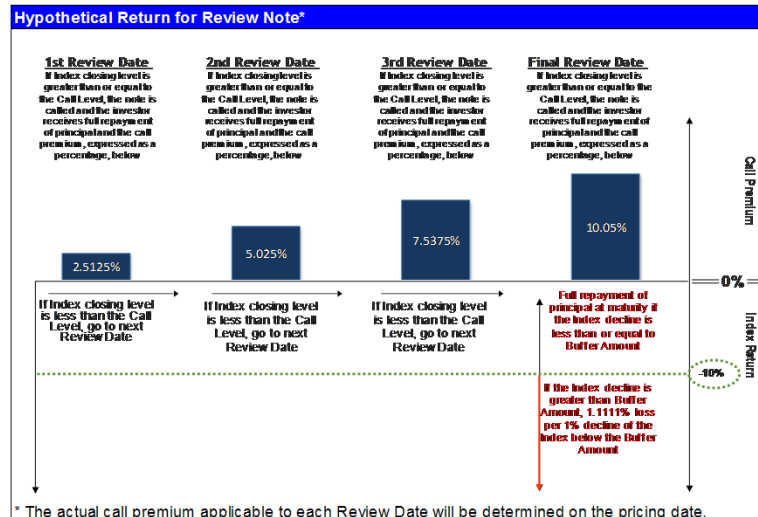 Hypothetical Return for Review Note*
1st Review Date
If Index closing level is
greater than or equal to
the Call Level, the note is
called and the investor
receives full repayment
of principal and the call
premium, expressed as a
percentage, below
2nd Review Date
If Index closing level is
greater than or equal to
the Call Level, the note is
called and the investor
receives full repayment
of principal and the call
premium, expressed as a
percentage, below
3rd Review Date
If Index closing level is
greater than or equal to
the Call Level, the note is
called and the investor
receives full repayment
of principal and the call
premium, expressed as a
percentage, below
Final Review Date
If Index closing level is
greater than or equal to
the Call Level, the note is
called and the investor
receives full repayment of
principal and the call
premium, expressed as a
percentage, below
Call Premium
2.5125%
5.025%
7.5375%
10.05%
0%
If Index closing level
is less than the Call
Level, go to next
Review Date
If Index closing level
is less than the Call
Level, go to next
Review Date
If Index closing level
is less than the Call
Level, go to next
Review Date
Full repayment of
principal at maturity if
the Index decline is
less than or equal to
Buffer Amount
Index Return
-10%
If the Index decline is
greater than Buffer
Amount, 1.1111% loss
per 1% decline of the
Index below the Buffer
Amount
* The actual call premium applicable to each Review Date will be determined on the pricing date.